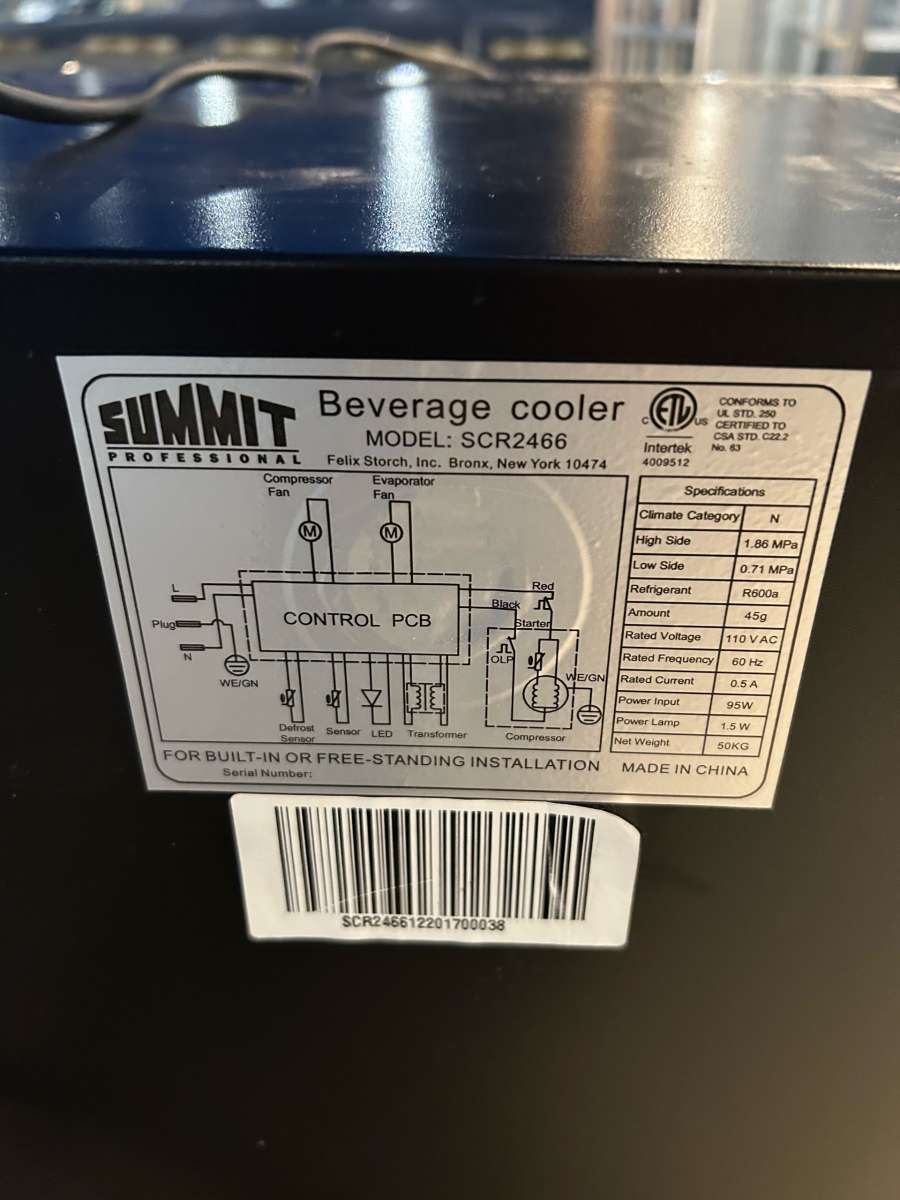 SUMMIT
PROFESSIONAL
Beverage cooler
MODEL: SCR2466
Felix Storch, Inc. Bronx, New York 10474
C ETL US
Intertek
4009512
CONFORMS TO
UL STD. 250
CERTIFIED TO
CSA STD. C22.2
No. 63
Compressor
Fan
Evaporator
Fan
M
M
L
Plug
N
WE/GN
CONTROL PCB
Red
Black
Starter
OLP
WE/GN
Defrost
Sensor
Sensor
LED
Transformer
Compressor
Specifications
Climate Category N
High Side 1.86 MPa
Low Side 0.71 MPa
Refrigerant R600a
Amount 45g
Rated Voltage 110 V AC
Rated Frequency 60 Hz
Rated Current 0.5 A
Power Input 95W
Power Lamp 1.5 W
Net Weight 50KG
FOR BUILT-IN OR FREE-STANDING INSTALLATION
MADE IN CHINA
Serial Number:
SCR246612201700038